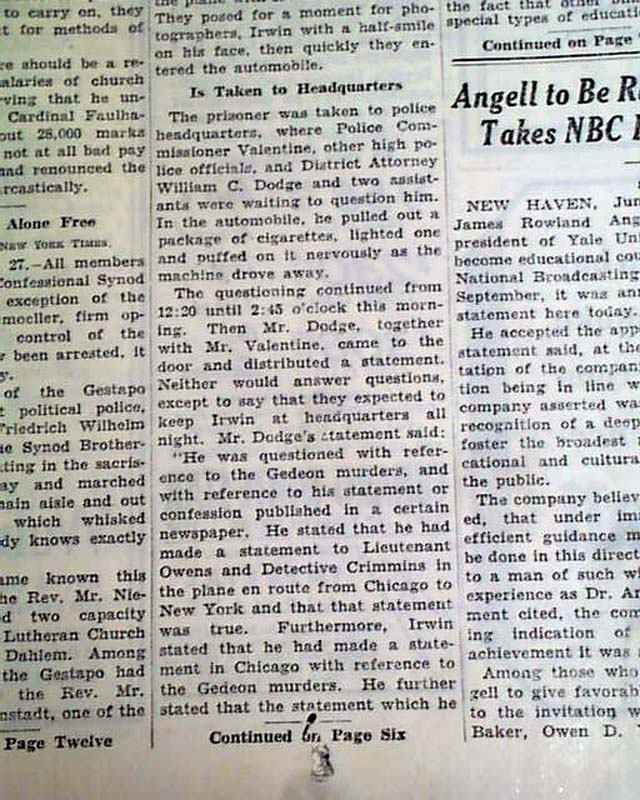 to carry on, they
for methods of
re should be a re-
salaries of church
ving that he un-
Cardinal Faulha-
out 28,000 marks
not at all bad pay
had renounced the
rcastically.
Alone Free
NEW YORK TIMES.
27.—All members
Confessional Synod
exception of the
moeller, firm op-
control of the
been arrested, it
y.
of the Gestapo
political police,
Friedrich Wilhelm
he Synod Brother-
ting in the sacris-
ay and marched
main aisle and out
which whisked
dy knows exactly
ame known this
the Rev. Mr. Nie-
d two capacity
Lutheran Church
Dahlem. Among
the Gestapo had
the Rev. Mr.
nstadt, one of the
Page Twelve
They posed for a moment for pho-
tographers, Irwin with a half-smile
on his face, then quickly they en-
tered the automobile.
Is Taken to Headquarters
The prisoner was taken to police
headquarters, where Police Com-
missioner Valentine, other high po-
lice officials, and District Attorney
William C. Dodge and two assist-
ants were waiting to question him.
In the automobile, he pulled out a
package of cigarettes, lighted one
and puffed on it nervously as the
machine drove away.
The questioning continued from
12:20 until 2:45 o'clock this morn-
ing. Then Mr. Dodge, together
with Mr. Valentine, came to the
door and distributed a statement.
Neither would answer questions,
except to say that they expected to
keep Irwin at headquarters all
night. Mr. Dodge's statement said:
"He was questioned with refer-
ence to the Gedeon murders, and
with reference to his statement or
confession published in a certain
newspaper. He stated that he had
made a statement to Lieutenant
Owens and Detective Crimmins in
the plane en route from Chicago to
New York and that that statement
was true. Furthermore, Irwin
stated that he had made a state-
ment in Chicago with reference to
the Gedeon murders. He further
stated that the statement which he
Continued on Page Six
the fact that other
special types of educati
Continued on Page
Angell to Be R
Takes NBC
NEW HAVEN, Jun
James Rowland Ang
president of Yale Un
become educational cou
National Broadcasting
September, it was an
statement here today.
He accepted the app
statement said, at the
tation of the compan
tion being in line w
company asserted was
recognition of a deep
foster the broadest
cational and cultura
the public.
The company believ
ed, that under im
efficient guidance m
be done in this direct
to a man of such wi
experience as Dr. An
ment cited, the com
ing indication of
achievement it was
Among those who
gell to give favorab
to the invitation w
Baker, Owen D.